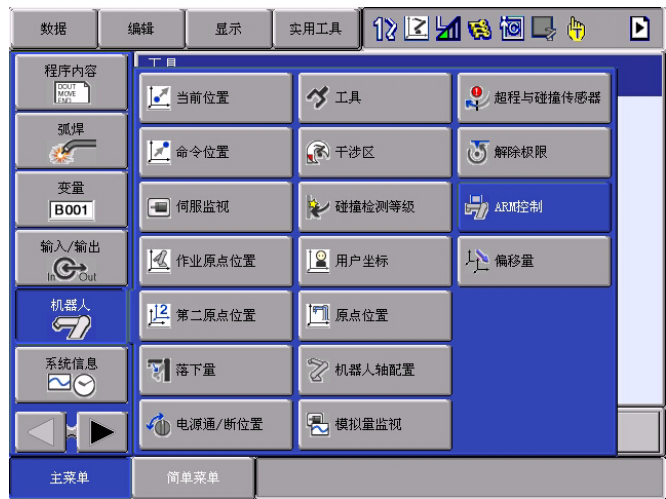 数据
编辑
显示
实用工具
程序内容
DOUT
MOVE
END
弧焊
变量
B001
输入/输出
In Out
机器人
系统信息
工具
当前位置
命令位置
伺服监视
作业原点位置
第二原点位置
落下量
电源通/断位置
工具
干涉区
碰撞检测等级
用户坐标
原点位置
机器人轴配置
模拟量监视
超程与碰撞传感器
解除极限
ARM控制
偏移量
主菜单
简单菜单